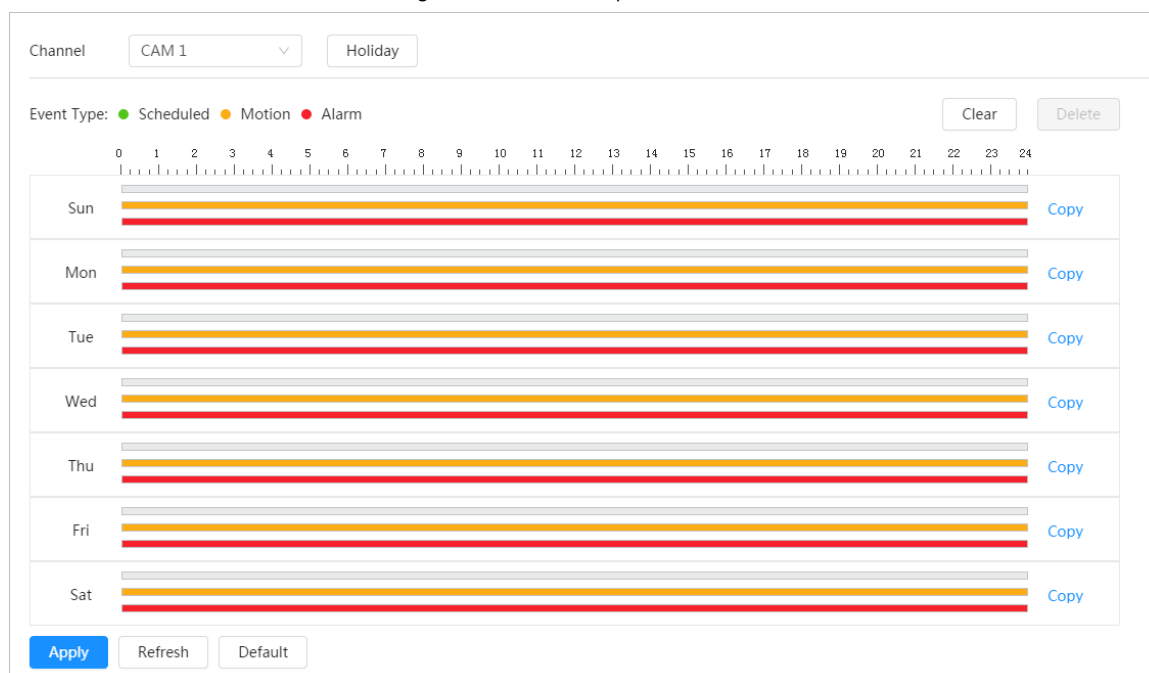 Channel CAM 1 Holiday
Event Type: Scheduled Motion Alarm Clear Delete
0 1 2 3 4 5 6 7 8 9 10 11 12 13 14 15 16 17 18 19 20 21 22 23 24
Sun Copy
Mon Copy
Tue Copy
Wed Copy
Thu Copy
Fri Copy
Sat Copy
Apply Refresh Default